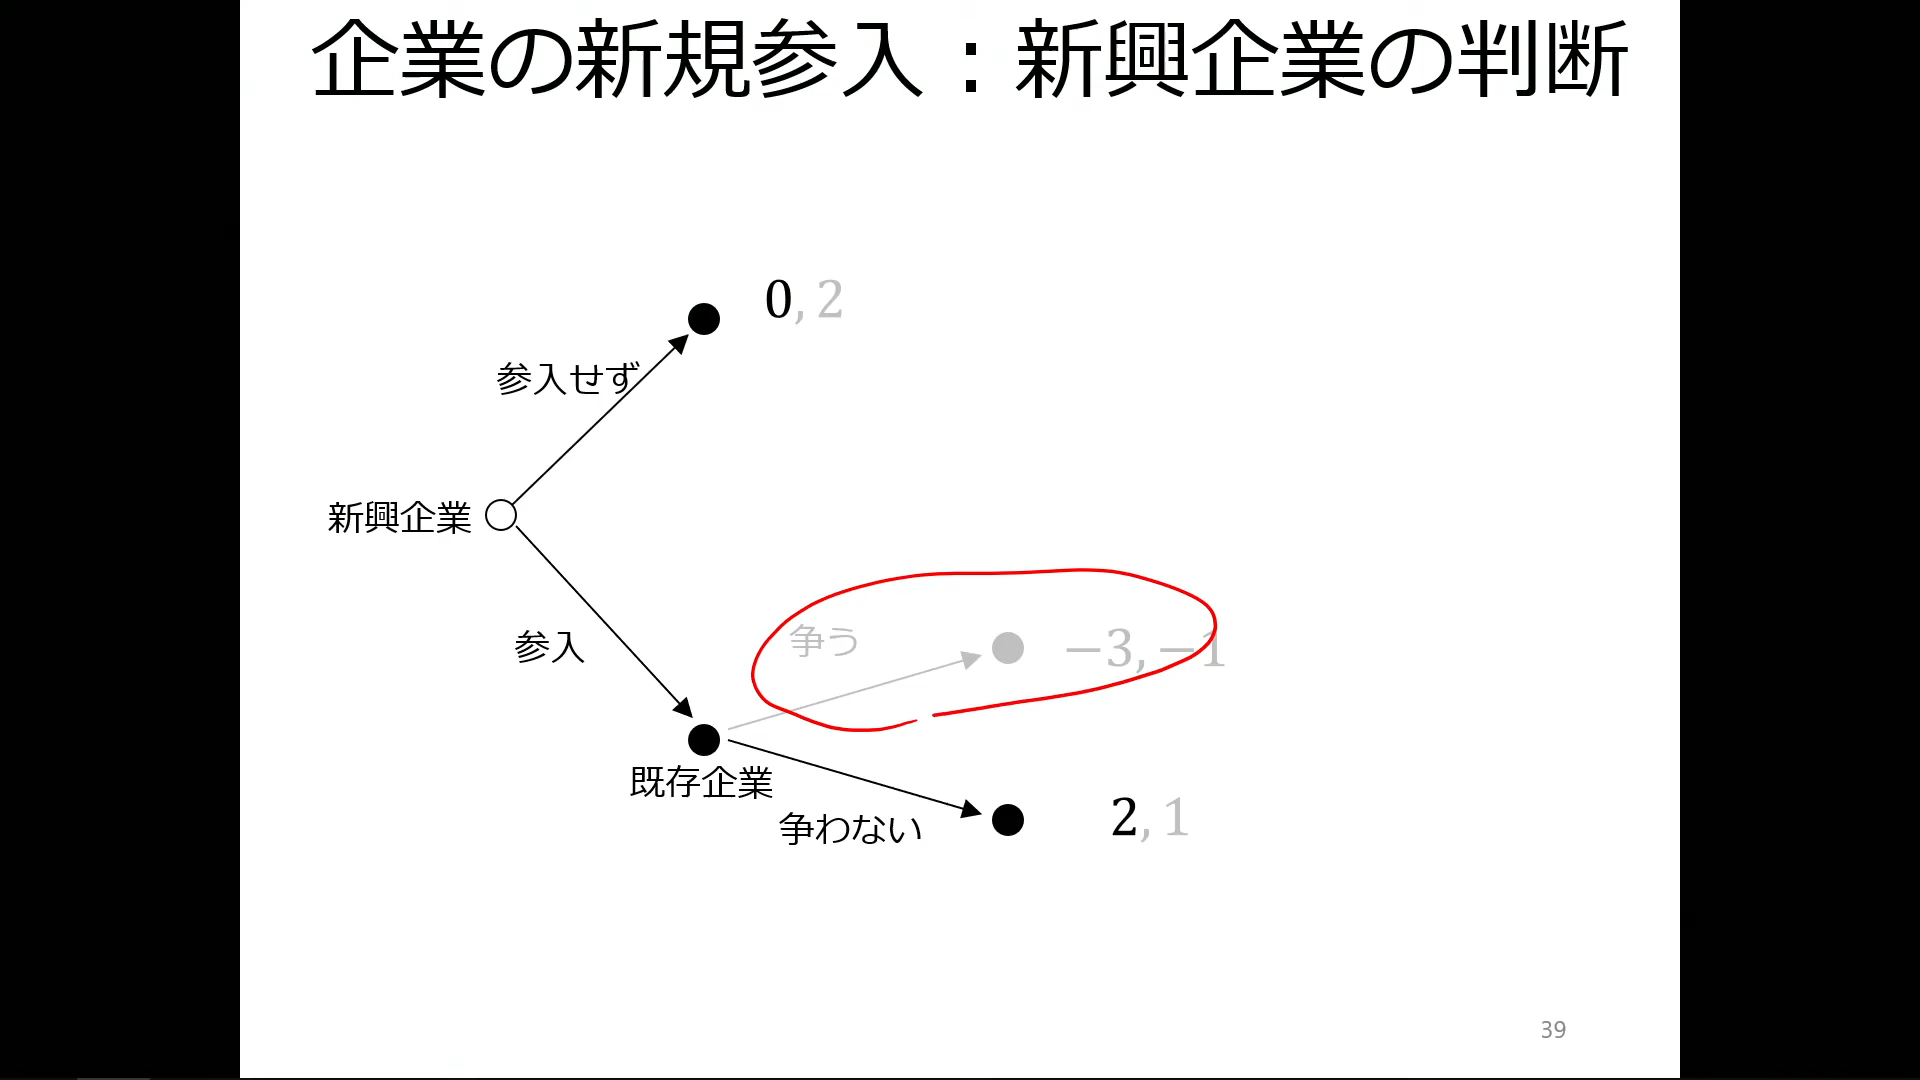 企業の新規参入：新興企業の判断
0, 2
参入せず
新興企業
参入
争う
−3, −1
既存企業
争わない
2, 1
39